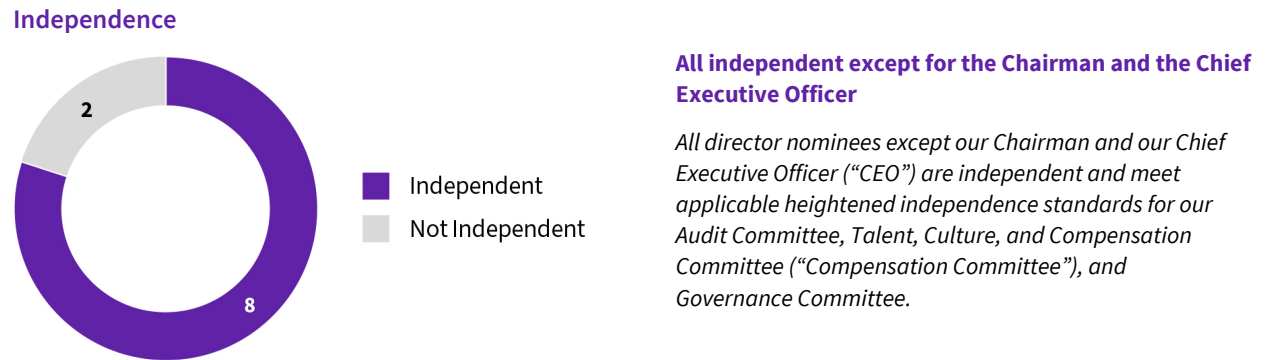 Independence
2
8
Independent
Not Independent
All independent except for the Chairman and the Chief
Executive Officer
All director nominees except our Chairman and our Chief
Executive Officer (“CEO”) are independent and meet
applicable heightened independence standards for our
Audit Committee, Talent, Culture, and Compensation
Committee (“Compensation Committee”), and
Governance Committee.